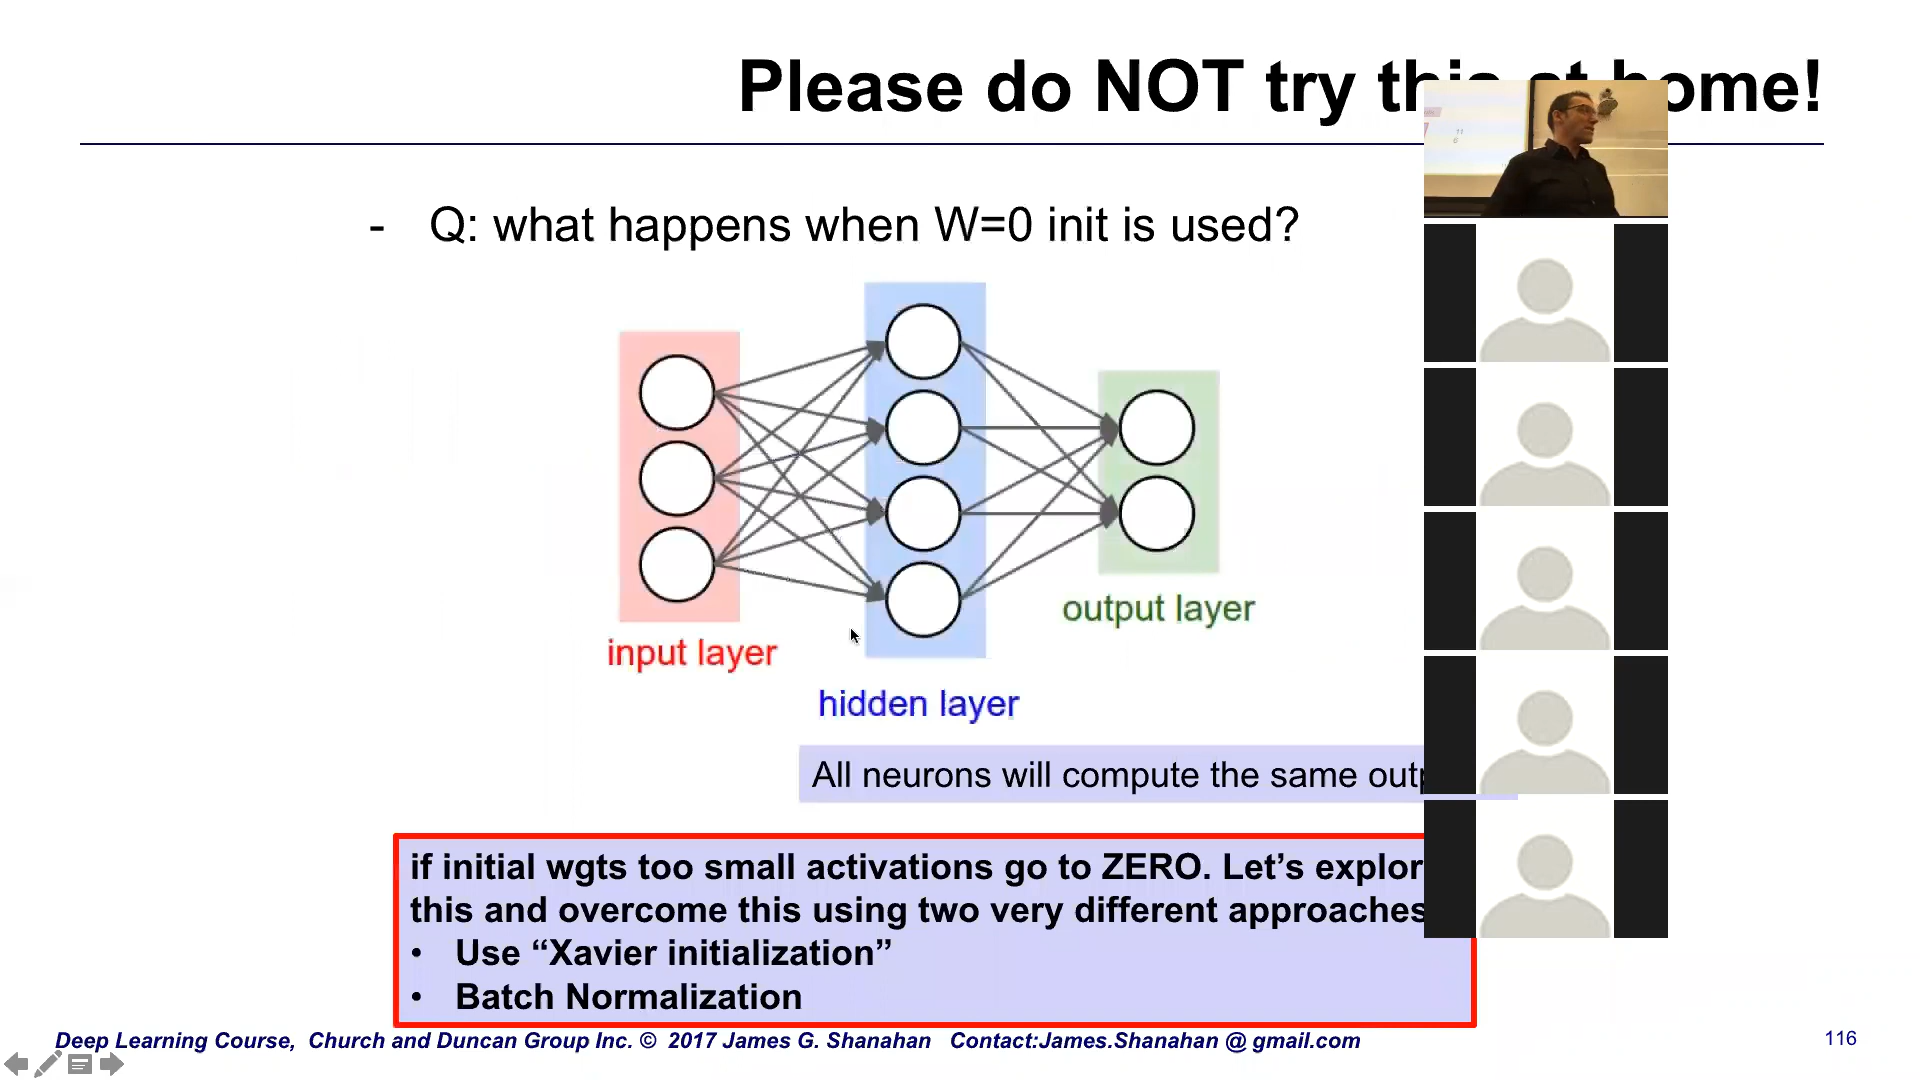 Please do NOT try this at home!
- Q: what happens when W=0 init is used?
input layer
hidden layer
output layer
All neurons will compute the same
if initial wgts too small activations go to ZERO. Let’s explor
this and overcome this using two very different approaches
• Use “Xavier initialization”
• Batch Normalization
Deep Learning Course, Church and Duncan Group Inc. © 2017 James G. Shanahan Contact:James.Shanahan @ gmail.com
116